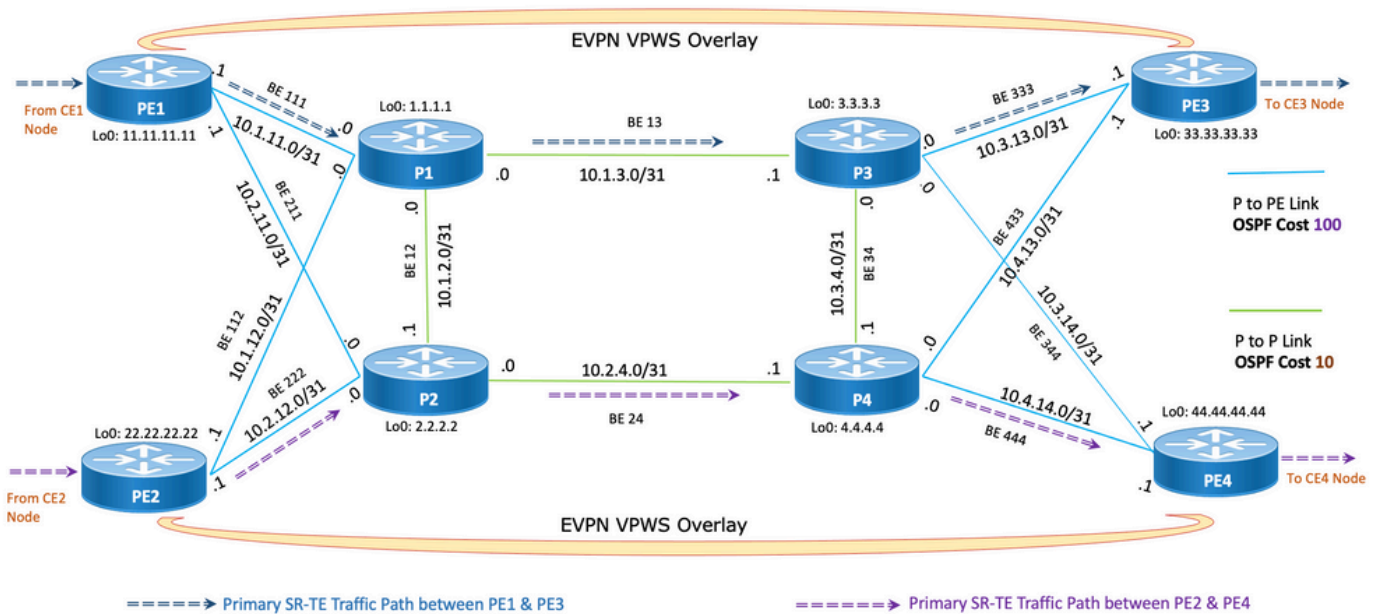 EVPN VPWS Overlay
PE1
.1
BE 111
From CE1
Node
Lo0: 11.11.11.11
.1
10.1.11.0/31
.0
Lo0: 1.1.1.1
P1
.0
.0
.0
BE 13
10.1.3.0/31
.1
Lo0: 3.3.3.3
P3
.0
.0
.0
BE 333
10.3.13.0/31
.1
PE3
.1
To CE3 Node
Lo0: 33.33.33.33
BE 211
10.2.11.0/31
BE 12
10.1.2.0/31
10.3.4.0/31
BE 34
BE 433
10.4.13.0/31
P to PE Link
OSPF Cost 100
BE 112
10.1.12.0/31
10.3.14.0/31
BE 344
P to P Link
OSPF Cost 10
.0
.1
.1
.0
BE 222
10.2.12.0/31
.0
P2
.0
10.2.4.0/31
.1
BE 24
Lo0: 2.2.2.2
P4
.0
Lo0: 4.4.4.4
10.4.14.0/31
BE 444
.1
Lo0: 44.44.44.44
Lo0: 22.22.22.22
.1
PE2
.1
From CE2
Node
PE4
.1
To CE4 Node
EVPN VPWS Overlay
Primary SR-TE Traffic Path between PE1 & PE3
Primary SR-TE Traffic Path between PE2 & PE4